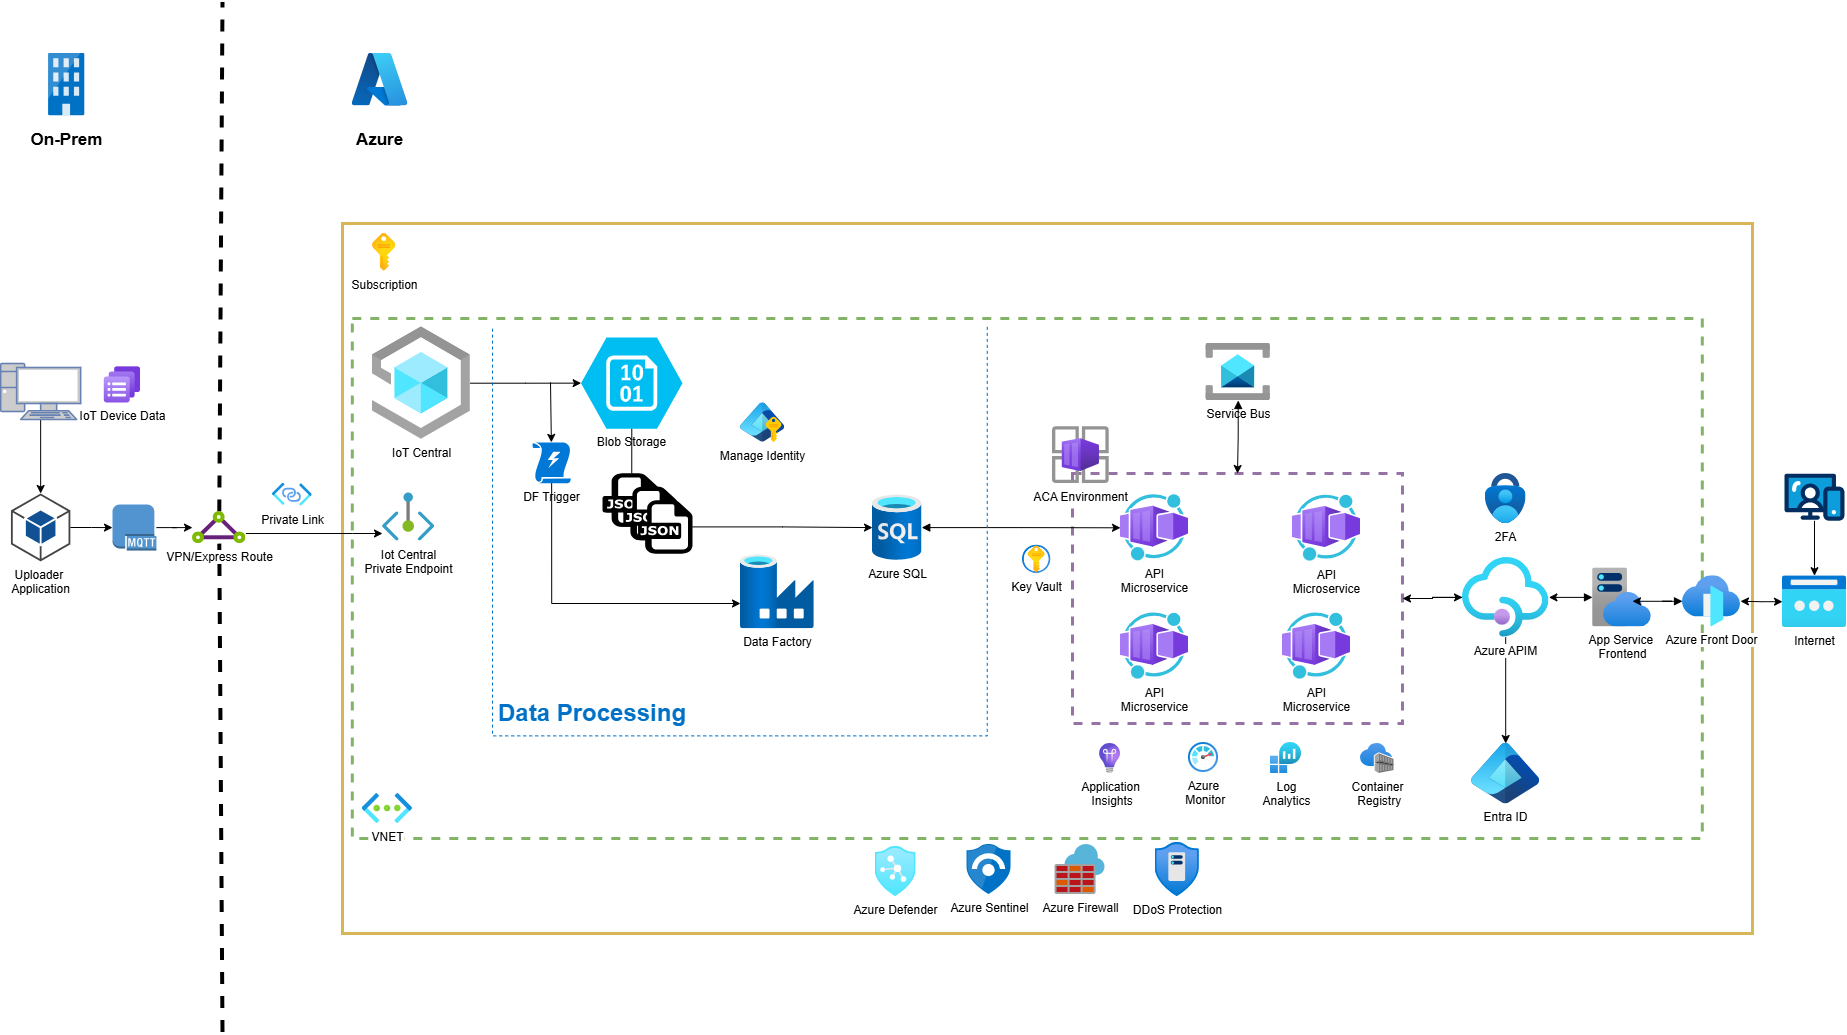 On-Prem
Azure
Subscription
IoT Device Data
IoT Central
10
01
Blob Storage
DF Trigger
Manage Identity
Service Bus
ACA Environment
JSON
Uploader
Application
MQTT
VPN/Express Route
Private Link
Iot Central
Private Endpoint
SQL
Azure SQL
Data Factory
Data Processing
Key Vault
API
Microservice
API
Microservice
API
Microservice
API
Microservice
2FA
Azure APIM
App Service
Frontend
Azure Front Door
Internet
Application
Insights
Azure
Monitor
Log
Analytics
Container
Registry
Entra ID
VNET
Azure Defender
Azure Sentinel
Azure Firewall
DDoS Protection